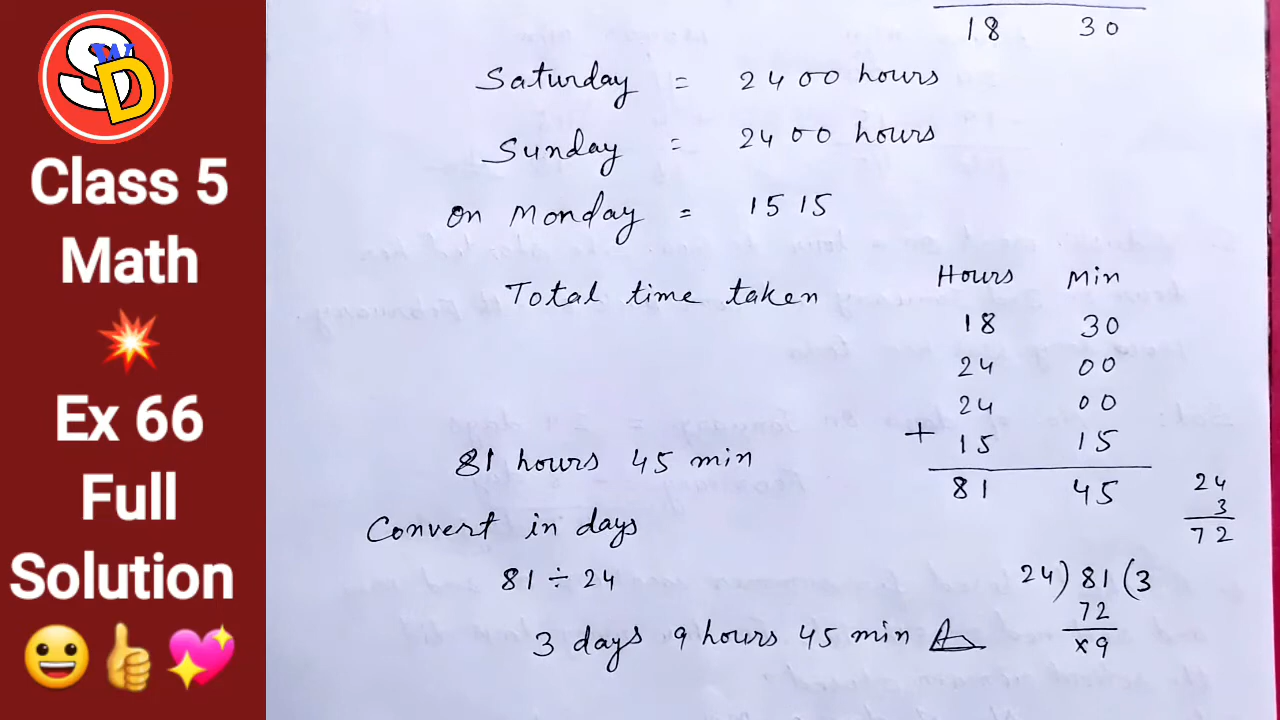 SWD
Class 5
Math
💥
Ex 66
Full
Solution
😀👍💖
18 30
Saturday = 2400 hours
Sunday = 2400 hours
on Monday = 1515
Total time taken
Hours Min
18 30
24 00
24 00
+ 15 15
81 45
81 hours 45 min
Convert in days
81 ÷ 24
3 days 9 hours 45 min
24
3
72
24) 81 (3
72
×9